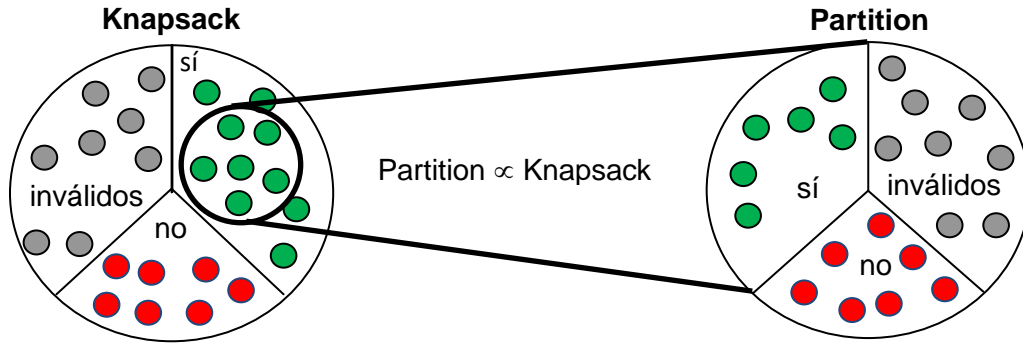 Knapsack
Partition
sí
inválidos
no
Partition ∝ Knapsack
sí
inválidos
no